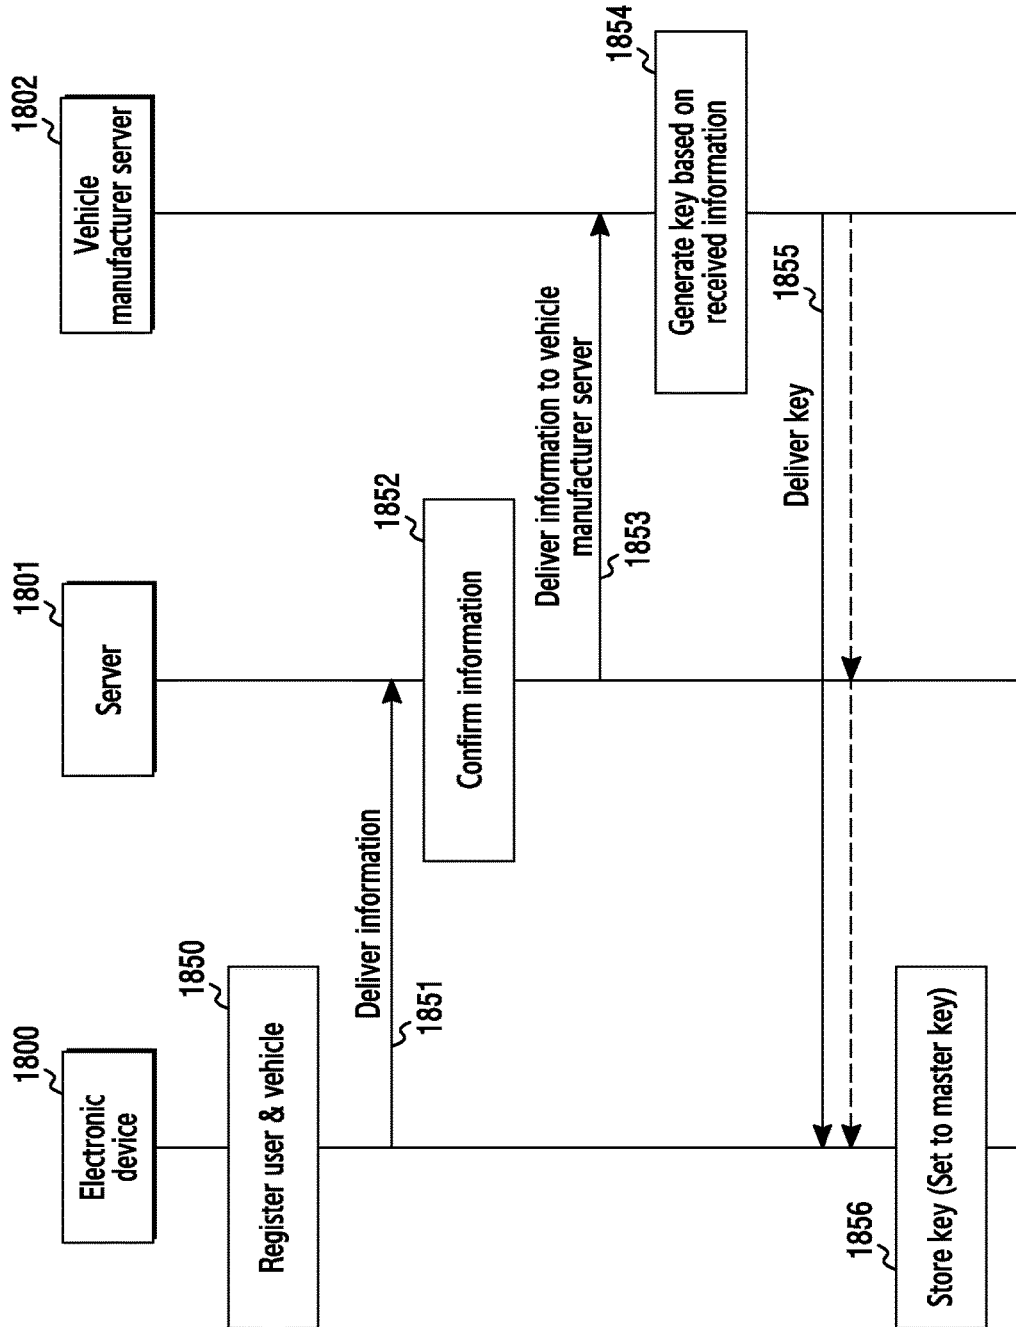 1800
Electronic
device
1801
Server
1802
Vehicle
manufacturer server
1850
Register user & vehicle
Deliver information
1851
1852
Confirm information
Deliver information to vehicle
manufacturer server
1853
1854
Generate key based on
received information
Deliver key
1855
1856
Store key (Set to master key)